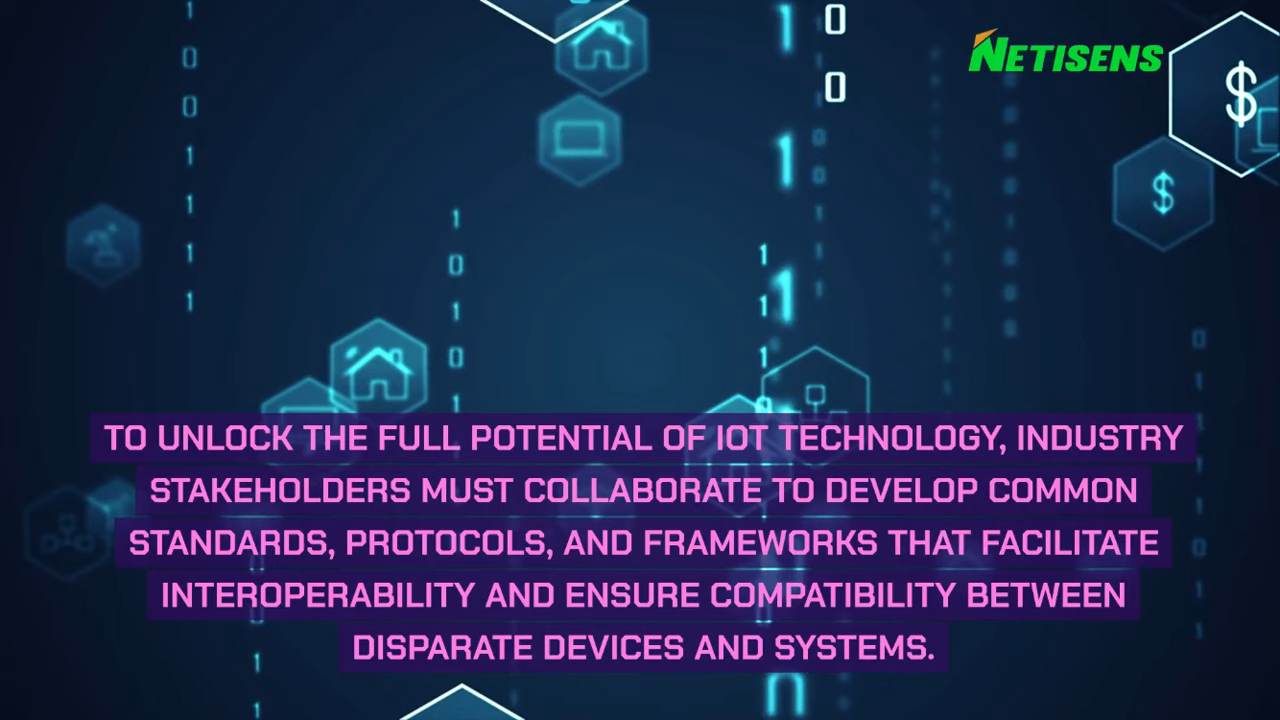 NETISENS
TO UNLOCK THE FULL POTENTIAL OF IOT TECHNOLOGY, INDUSTRY
STAKEHOLDERS MUST COLLABORATE TO DEVELOP COMMON
STANDARDS, PROTOCOLS, AND FRAMEWORKS THAT FACILITATE
INTEROPERABILITY AND ENSURE COMPATIBILITY BETWEEN
DISPARATE DEVICES AND SYSTEMS.